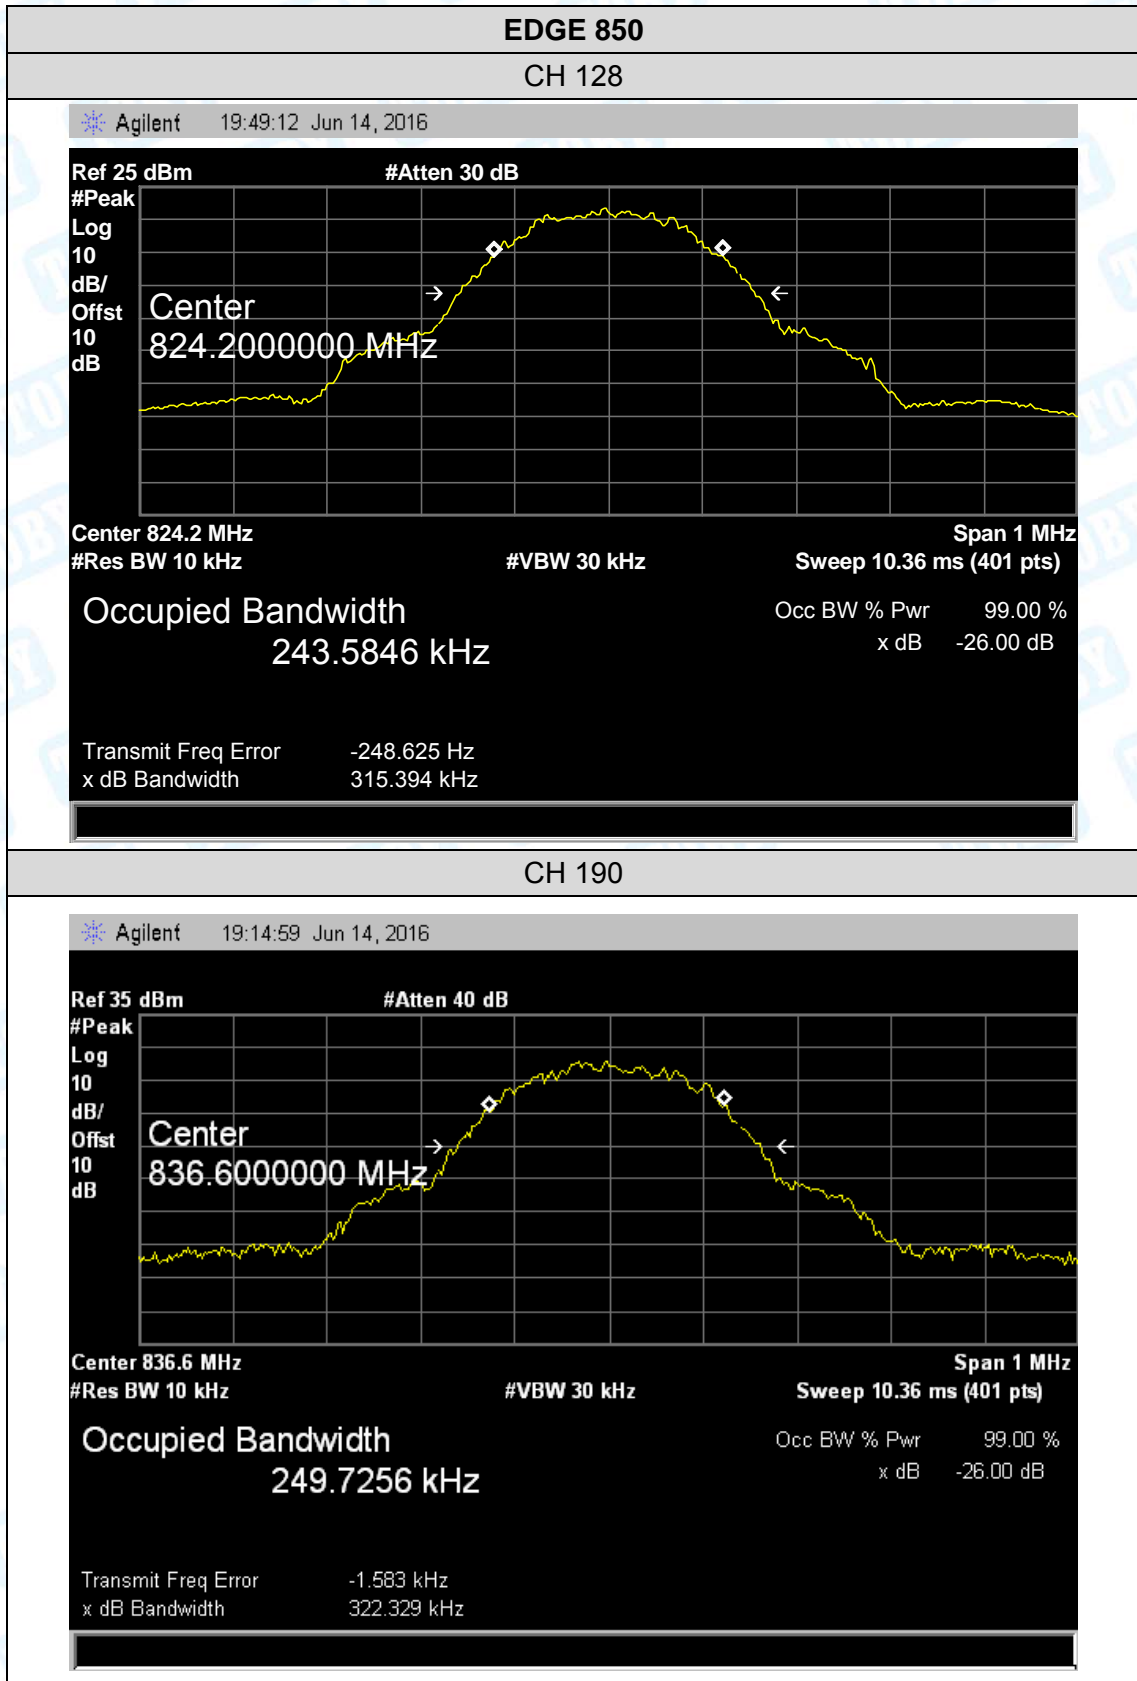 EDGE 850
CH 128
Agilent 19:49:12 Jun 14, 2016
Ref 25 dBm #Atten 30 dB
#Peak
Log
10
dB/
Offst
10
dB
Center
824.2000000 MHz
Center 824.2 MHz Span 1 MHz
#Res BW 10 kHz #VBW 30 kHz Sweep 10.36 ms (401 pts)
Occupied Bandwidth Occ BW % Pwr 99.00 %
243.5846 kHz x dB -26.00 dB
Transmit Freq Error -248.625 Hz
x dB Bandwidth 315.394 kHz
CH 190
Agilent 19:14:59 Jun 14, 2016
Ref 35 dBm #Atten 40 dB
#Peak
Log
10
dB/
Offst
10
dB
Center
836.6000000 MHz
Center 836.6 MHz Span 1 MHz
#Res BW 10 kHz #VBW 30 kHz Sweep 10.36 ms (401 pts)
Occupied Bandwidth Occ BW % Pwr 99.00 %
249.7256 kHz x dB -26.00 dB
Transmit Freq Error -1.583 kHz
x dB Bandwidth 322.329 kHz